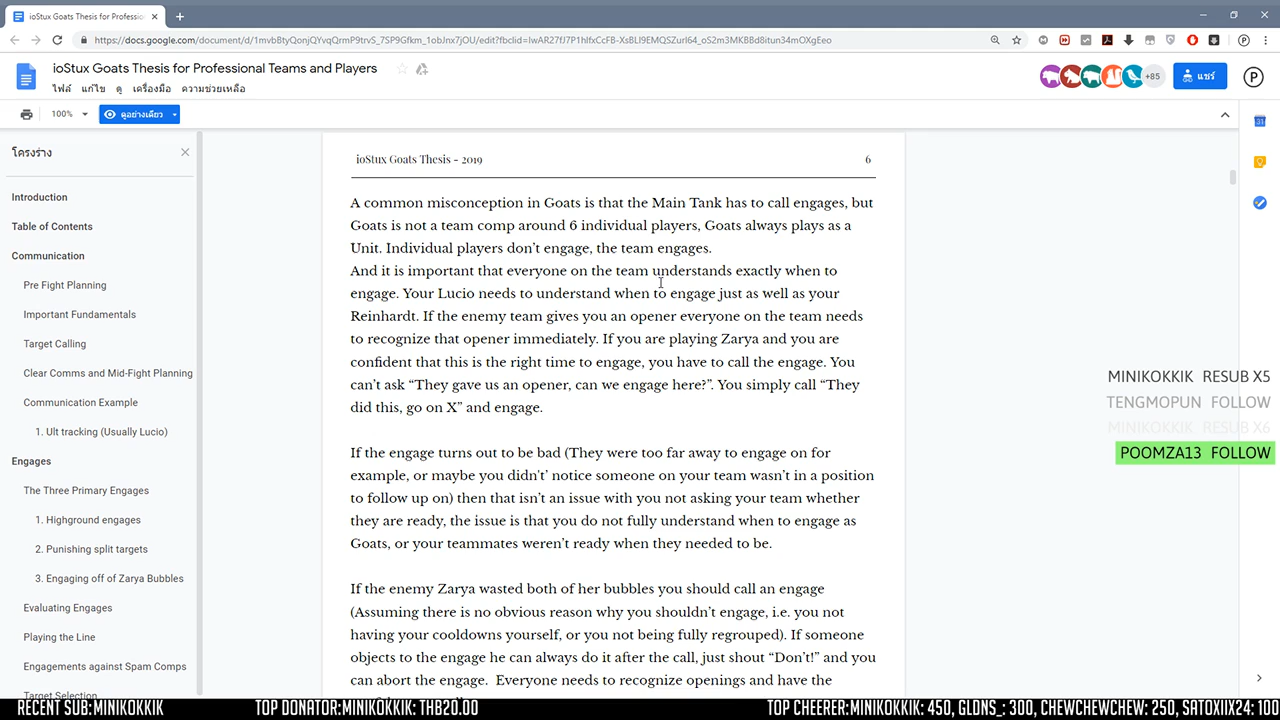 ioStux Goats Thesis for Professio
https://docs.google.com/document/d/1mvbBtyQonjQYvqQrmP9trvS_7SP9Gfkm_1obJnx7jOU/edit?fbclid=IwAR27fJ7P1hIfxCcFB-XsBLI9EMQSZurl64_oS2m3MKBBd8itun34mOXgEeo
ioStux Goats Thesis for Professional Teams and Players
ไฟล์ แก้ไข ดู เครื่องมือ ความช่วยเหลือ
+85
แชร์
P
100%
ดูอย่างเดียว
โครงร่าง
Introduction
Table of Contents
Communication
Pre Fight Planning
Important Fundamentals
Target Calling
Clear Comms and Mid-Fight Planning
Communication Example
1. Ult tracking (Usually Lucio)
Engages
The Three Primary Engages
1. Highground engages
2. Punishing split targets
3. Engaging off of Zarya Bubbles
Evaluating Engages
Playing the Line
Engagements against Spam Comps
Target Selection
ioStux Goats Thesis - 2019 6
A common misconception in Goats is that the Main Tank has to call engages, but
Goats is not a team comp around 6 individual players, Goats always plays as a
Unit. Individual players don't engage, the team engages.
And it is important that everyone on the team understands exactly when to
engage. Your Lucio needs to understand when to engage just as well as your
Reinhardt. If the enemy team gives you an opener everyone on the team needs
to recognize that opener immediately. If you are playing Zarya and you are
confident that this is the right time to engage, you have to call the engage. You
can't ask “They gave us an opener, can we engage here?”. You simply call “They
did this, go on X” and engage.
If the engage turns out to be bad (They were too far away to engage on for
example, or maybe you didn't' notice someone on your team wasn't in a position
to follow up on) then that isn't an issue with you not asking your team whether
they are ready, the issue is that you do not fully understand when to engage as
Goats, or your teammates weren't ready when they needed to be.
If the enemy Zarya wasted both of her bubbles you should call an engage
(Assuming there is no obvious reason why you shouldn't engage, i.e. you not
having your cooldowns yourself, or you not being fully regrouped). If someone
objects to the engage he can always do it after the call, just shout “Don't!” and you
can abort the engage. Everyone needs to recognize openings and have the
MINIKOKKIK RESUB X5
TENGMOPUN FOLLOW
MINIKOKKIK RESUB X6
POOMZA13 FOLLOW
RECENT SUB:MINIKOKKIK TOP DONATOR:MINIKOKKIK: THB20.00 TOP CHEERER:MINIKOKKIK: 450, GLDNS_: 300, CHEWCHEWCHEW: 250, SATOXIIX24: 100